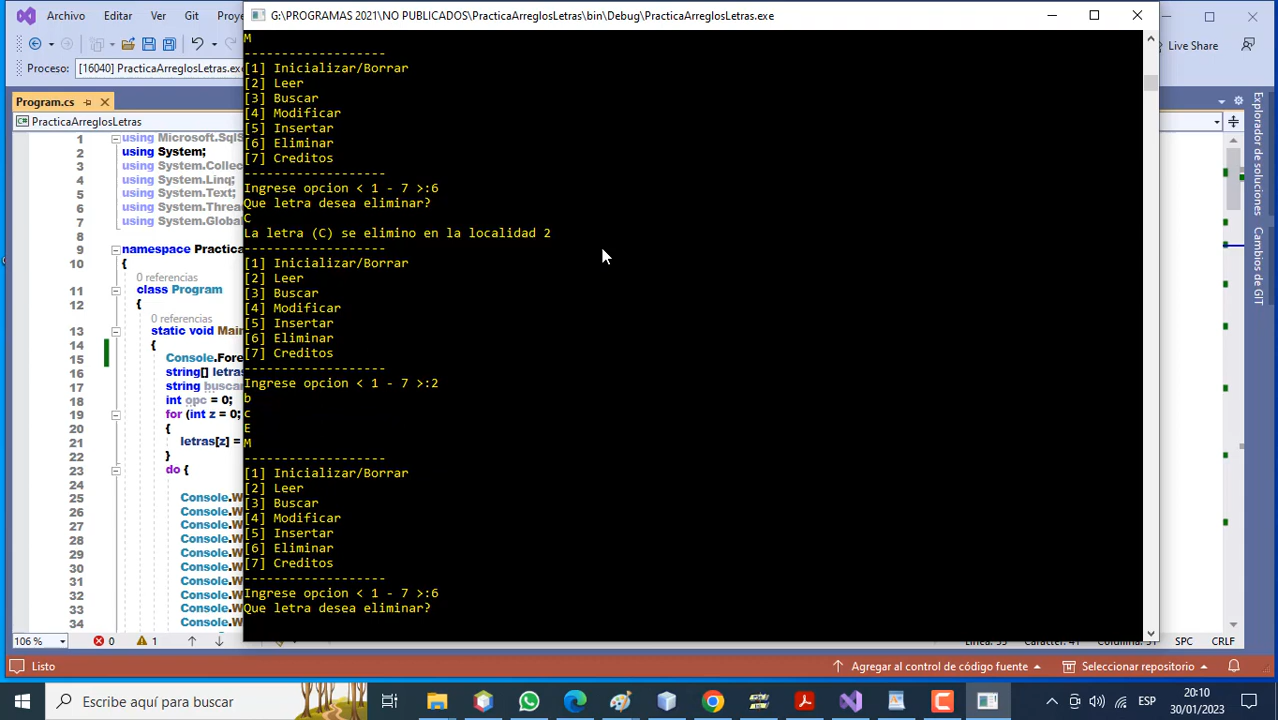 G:\PROGRAMAS 2021\NO PUBLICADOS\PracticaArreglosLetras\bin\Debug\PracticaArreglosLetras.exe
Archivo Editar Ver Git Proye
Live Share
Proceso: [16040] PracticaArreglosLetras.exe
Program.cs
PracticaArreglosLetras
1 using Microsoft.SqlS
2 using System;
3 using System.Collec
4 using System.Linq;
5 using System.Text;
6 using System.Threa
7 using System.Global
8
9 namespace Practica
10 {
0 referencias
11 class Program
12 {
0 referencias
13 static void Main
14 {
15 Console.Fore
16 string[] letras
17 string buscar
18 int opc = 0;
19 for (int z = 0;
20 {
21 letras[z] =
22 }
23 do {
24
25 Console.W
26 Console.W
27 Console.W
28 Console.W
29 Console.W
30 Console.W
31 Console.W
32 Console.W
33 Console.W
34 Console.W
M
-------------------
[1] Inicializar/Borrar
[2] Leer
[3] Buscar
[4] Modificar
[5] Insertar
[6] Eliminar
[7] Creditos
-------------------
Ingrese opcion < 1 - 7 >:6
Que letra desea eliminar?
C
La letra (C) se elimino en la localidad 2
-------------------
[1] Inicializar/Borrar
[2] Leer
[3] Buscar
[4] Modificar
[5] Insertar
[6] Eliminar
[7] Creditos
-------------------
Ingrese opcion < 1 - 7 >:2
b
c
E
M
-------------------
[1] Inicializar/Borrar
[2] Leer
[3] Buscar
[4] Modificar
[5] Insertar
[6] Eliminar
[7] Creditos
-------------------
Ingrese opcion < 1 - 7 >:6
Que letra desea eliminar?
Explorador de soluciones
Cambios de GIT
106 % 0 1 SPC CRLF
Listo Agregar al control de código fuente Seleccionar repositorio
Escribe aquí para buscar
ESP
20:10
30/01/2023